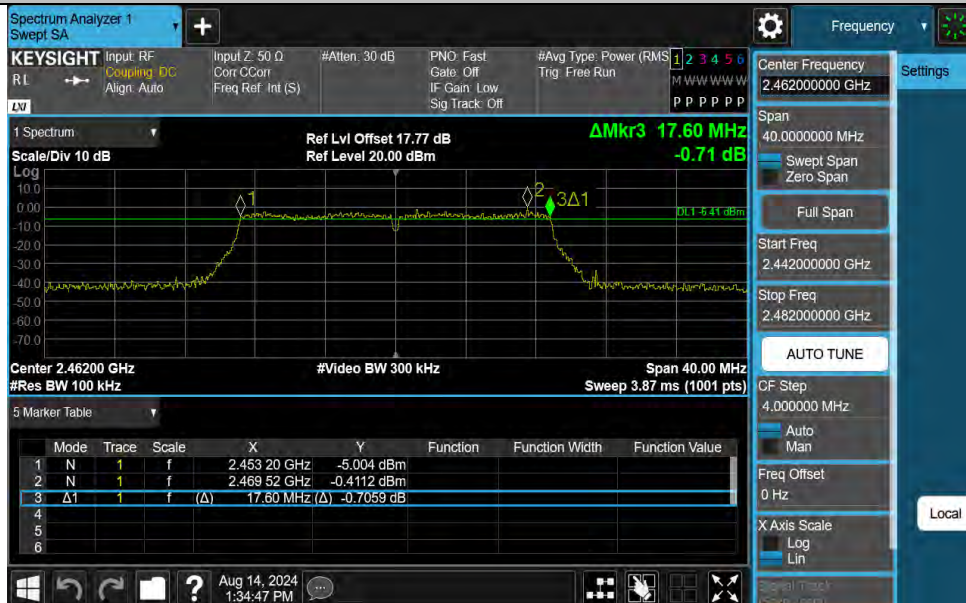 Spectrum Analyzer 1
Swept SA
+
Frequency
KEYSIGHT
RL
LXI
Input: RF
Coupling: DC
Align: Auto
Input Z: 50 Ω
Corr CCorr
Freq Ref: Int (S)
#Atten: 30 dB
PNO: Fast
Gate: Off
IF Gain: Low
Sig Track: Off
#Avg Type: Power (RMS
Trig: Free Run
1 2 3 4 5 6
M W W W W W
P P P P P P
1 Spectrum
Scale/Div 10 dB
Ref Lvl Offset 17.77 dB
Ref Level 20.00 dBm
ΔMkr3 17.60 MHz
-0.71 dB
Log
10.0
0.00
-10.0
-20.0
-30.0
-40.0
-50.0
-60.0
-70.0
1
2
3Δ1
DL1 -6.41 dBm
Center 2.46200 GHz
#Res BW 100 kHz
#Video BW 300 kHz
Span 40.00 MHz
Sweep 3.87 ms (1001 pts)
5 Marker Table
Mode Trace Scale X Y Function Function Width Function Value
1 N 1 f 2.453 20 GHz -5.004 dBm
2 N 1 f 2.469 52 GHz -0.4112 dBm
3 Δ1 1 f (Δ) 17.60 MHz (Δ) -0.7059 dB
4
5
6
?
Aug 14, 2024
1:34:47 PM
Center Frequency
2.462000000 GHz
Span
40.0000000 MHz
Swept Span
Zero Span
Full Span
Start Freq
2.442000000 GHz
Stop Freq
2.482000000 GHz
AUTO TUNE
CF Step
4.000000 MHz
Auto
Man
Freq Offset
0 Hz
X Axis Scale
Log
Lin
Signal Track
Settings
Local